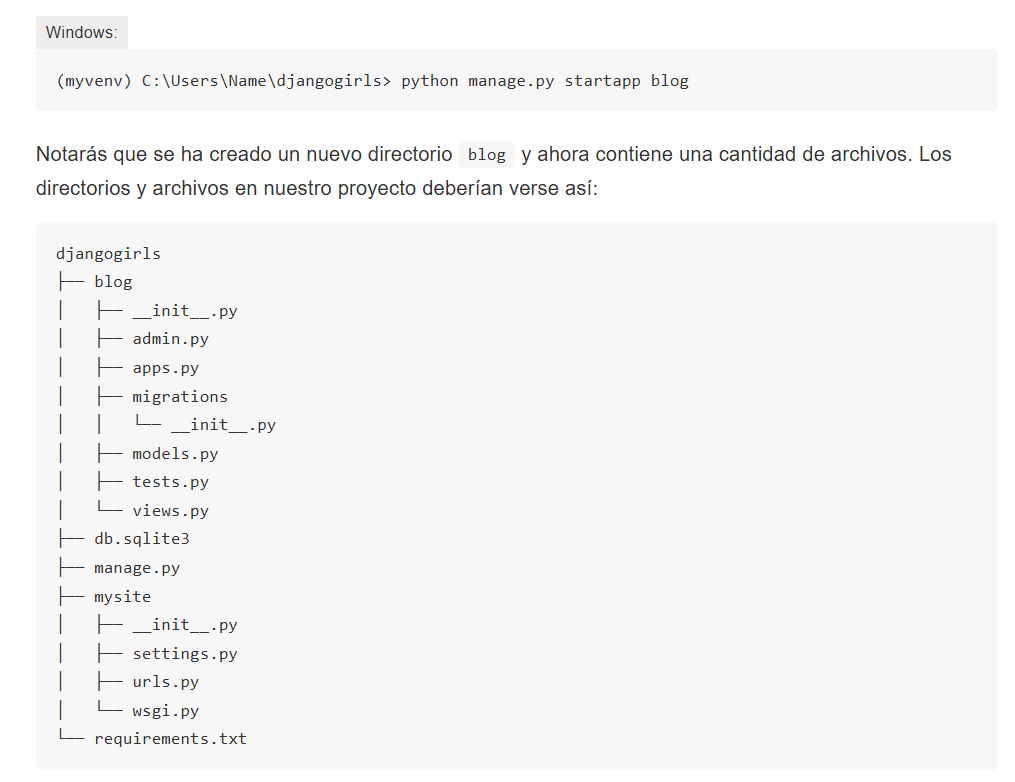 Windows:
(myvenv) C:\Users\Name\djangogirls> python manage.py startapp blog
Notarás que se ha creado un nuevo directorio blog y ahora contiene una cantidad de archivos. Los
directorios y archivos en nuestro proyecto deberían verse así:
djangogirls
├── blog
│   ├── __init__.py
│   ├── admin.py
│   ├── apps.py
│   ├── migrations
│   │   └── __init__.py
│   ├── models.py
│   ├── tests.py
│   └── views.py
├── db.sqlite3
├── manage.py
├── mysite
│   ├── __init__.py
│   ├── settings.py
│   ├── urls.py
│   └── wsgi.py
└── requirements.txt